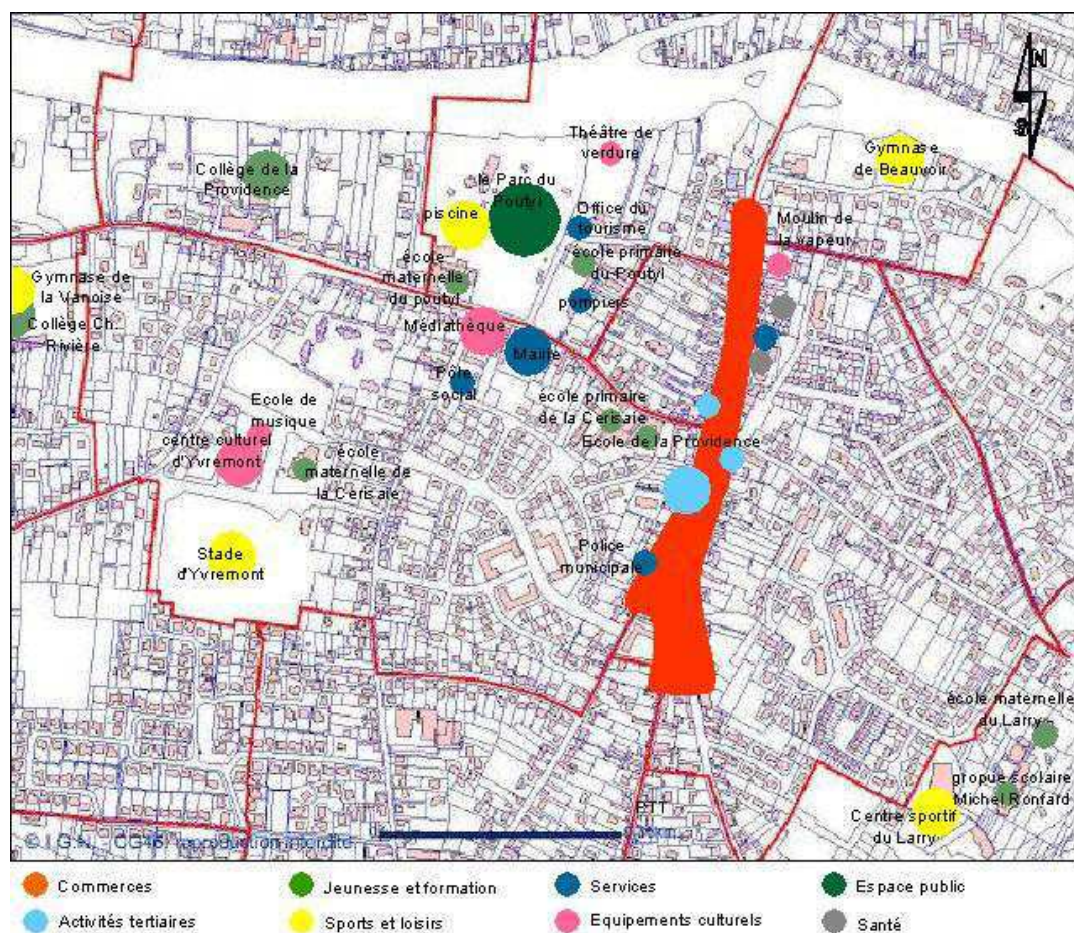 N
Théâtre de
verdure
Gymnase
de Beauvoir
Collège de la
Providence
le Parc du
Poutyl
piscine
Office du
tourisme
Moulin de
la vapeur
école
maternelle
du poutyl
école primaire
du Poutyl
pompiers
Gymnase de
la Vanoise
Collège Ch.
Rivière
Médiathèque
Mairie
Pôle
social
école primaire
de la Cerisaie
Ecole de la Providence
Ecole de
musique
centre culturel
d'Yvremont
école
maternelle de
la Cerisaie
Stade
d'Yvremont
Police
municipale
école maternelle
du Larry
gropue scolaire
Michel Ronfard
Centre sportif
du Larry
© I.G.N. - CG45, reproduction interdite
Commerces
Jeunesse et formation
Services
Espace public
Activités tertiaires
Sports et loisirs
Equipements culturels
Santé